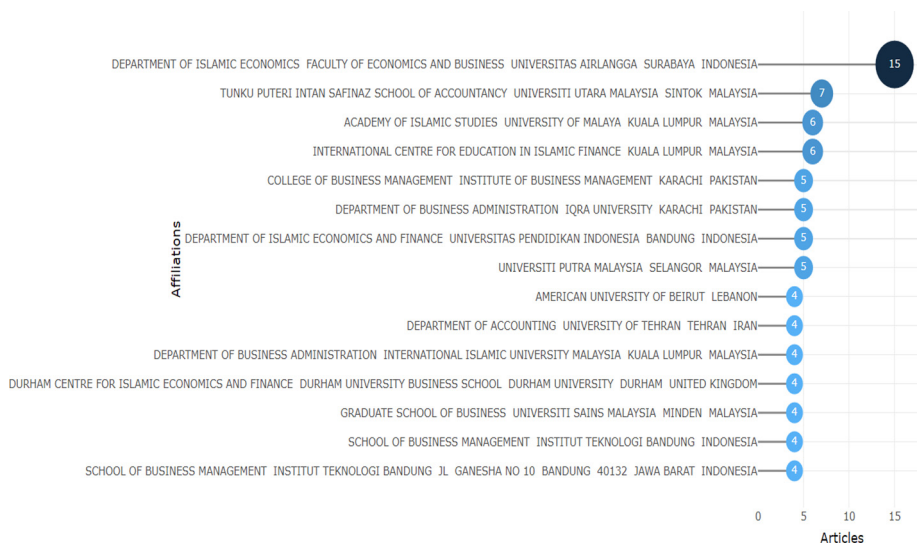 DEPARTMENT OF ISLAMIC ECONOMICS FACULTY OF ECONOMICS AND BUSINESS UNIVERSITAS AIRLANGGA SURABAYA INDONESIA 15
TUNKU PUTERI INTAN SAFINAZ SCHOOL OF ACCOUNTANCY UNIVERSITI UTARA MALAYSIA SINTOK MALAYSIA 7
ACADEMY OF ISLAMIC STUDIES UNIVERSITY OF MALAYA KUALA LUMPUR MALAYSIA 6
INTERNATIONAL CENTRE FOR EDUCATION IN ISLAMIC FINANCE KUALA LUMPUR MALAYSIA 6
COLLEGE OF BUSINESS MANAGEMENT INSTITUTE OF BUSINESS MANAGEMENT KARACHI PAKISTAN 5
DEPARTMENT OF BUSINESS ADMINISTRATION IQRA UNIVERSITY KARACHI PAKISTAN 5
DEPARTMENT OF ISLAMIC ECONOMICS AND FINANCE UNIVERSITAS PENDIDIKAN INDONESIA BANDUNG INDONESIA 5
UNIVERSITI PUTRA MALAYSIA SELANGOR MALAYSIA 5
AMERICAN UNIVERSITY OF BEIRUT LEBANON 4
DEPARTMENT OF ACCOUNTING UNIVERSITY OF TEHRAN TEHRAN IRAN 4
DEPARTMENT OF BUSINESS ADMINISTRATION INTERNATIONAL ISLAMIC UNIVERSITY MALAYSIA KUALA LUMPUR MALAYSIA 4
DURHAM CENTRE FOR ISLAMIC ECONOMICS AND FINANCE DURHAM UNIVERSITY BUSINESS SCHOOL DURHAM UNIVERSITY DURHAM UNITED KINGDOM 4
GRADUATE SCHOOL OF BUSINESS UNIVERSITI SAINS MALAYSIA MINDEN MALAYSIA 4
SCHOOL OF BUSINESS MANAGEMENT INSTITUT TEKNOLOGI BANDUNG INDONESIA 4
SCHOOL OF BUSINESS MANAGEMENT INSTITUT TEKNOLOGI BANDUNG JL GANESHA NO 10 BANDUNG 40132 JAWA BARAT INDONESIA 4
Affiliations
0 5 10 15
Articles